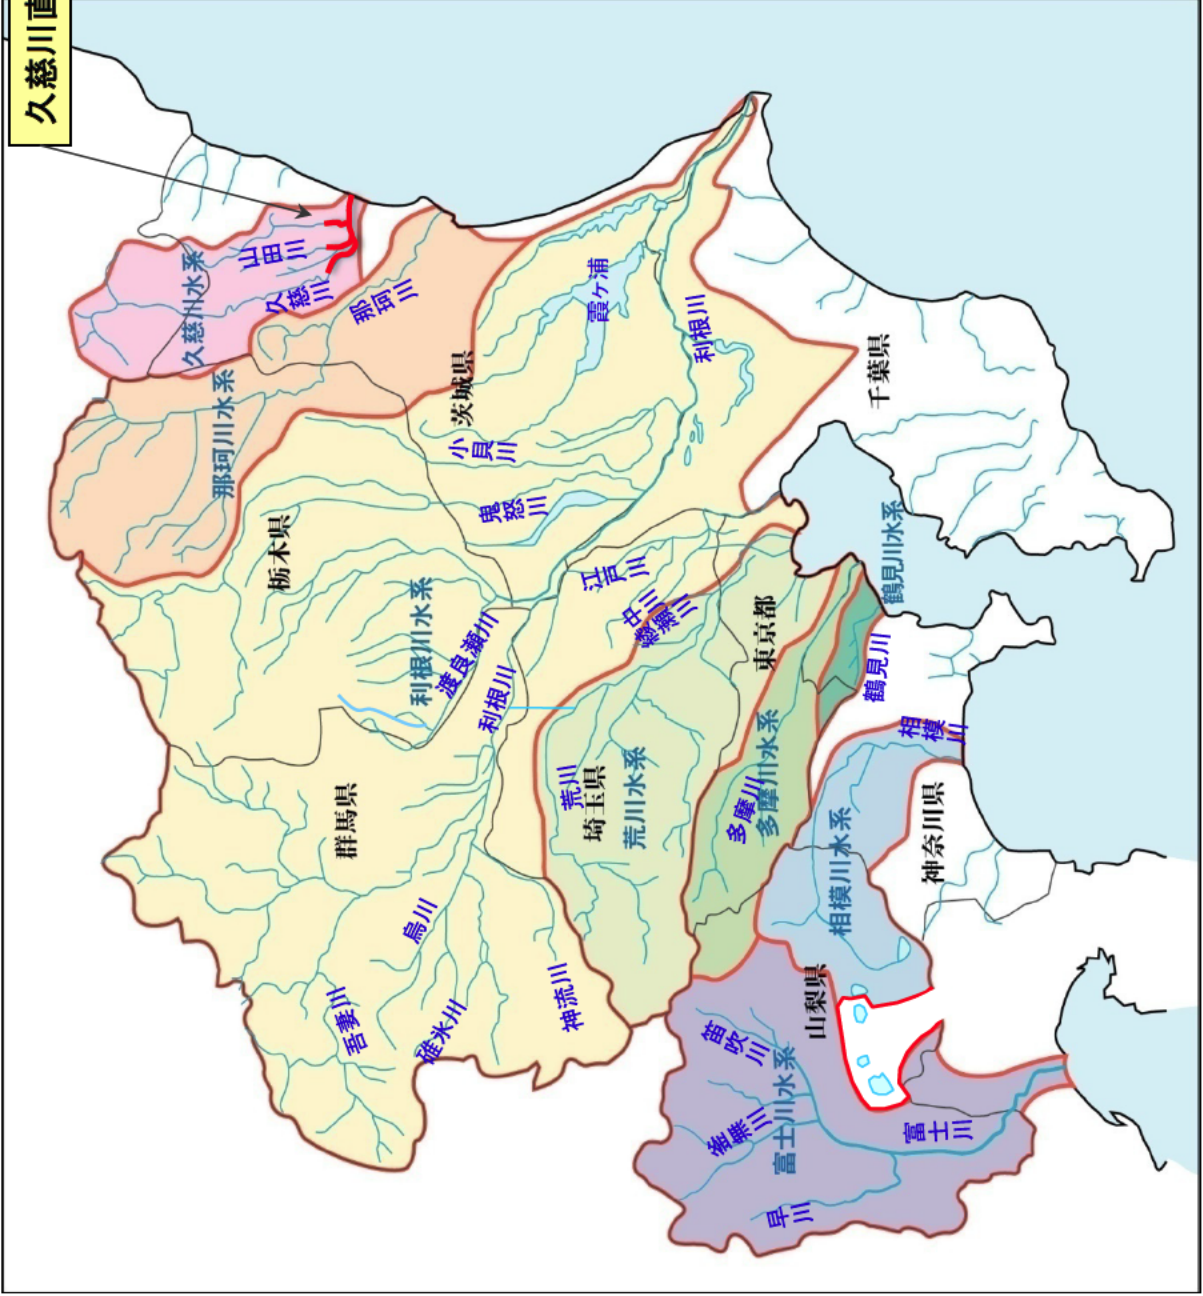 久慈川直
久慈川水系
山田川
久慈川
那珂川
那珂川水系
茨城県
霞ヶ浦
利根川
千葉県
小貝川
鬼怒川
栃木県
利根川水系
渡良瀬川
利根川
江戸川
中川
綾瀬川
東京都
鶴見川水系
鶴見川
群馬県
荒川
埼玉県
荒川水系
多摩川
多摩川水系
相模川
相模川水系
神奈川県
烏川
吾妻川
碓氷川
神流川
山梨県
笛吹川
釜無川
富士川水系
富士川
早川